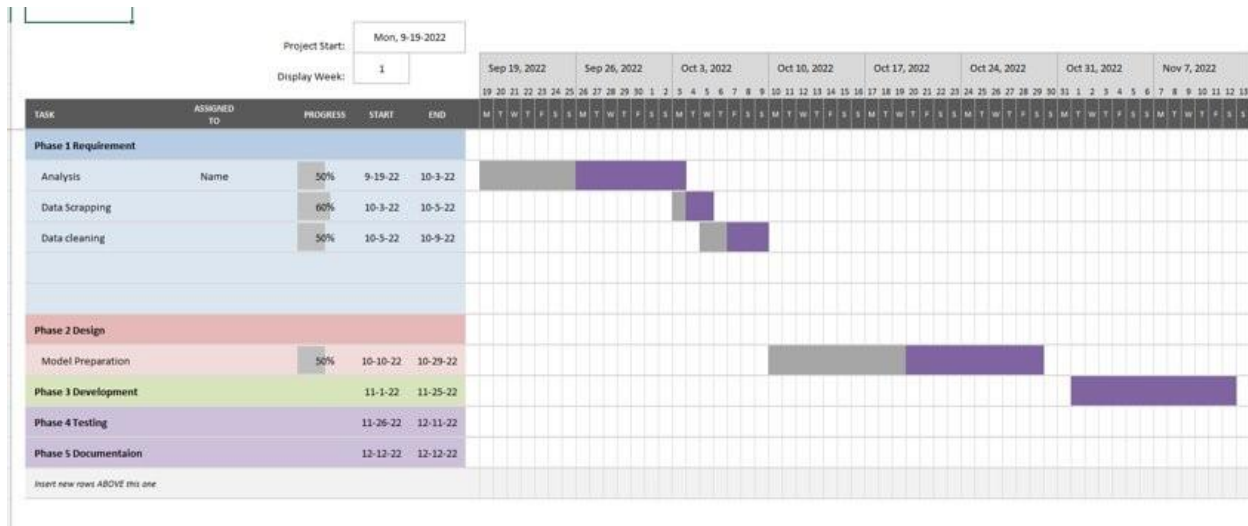 Project Start: Mon, 9-19-2022
Display Week: 1
Sep 19, 2022 Sep 26, 2022 Oct 3, 2022 Oct 10, 2022 Oct 17, 2022 Oct 24, 2022 Oct 31, 2022 Nov 7, 2022
19 20 21 22 23 24 25 26 27 28 29 30 1 2 3 4 5 6 7 8 9 10 11 12 13 14 15 16 17 18 19 20 21 22 23 24 25 26 27 28 29 30 31 1 2 3 4 5 6 7 8 9 10 11 12 13
TASK ASSIGNED TO PROGRESS START END M T W T F S S M T W T F S S M T W T F S S M T W T F S S M T W T F S S M T W T F S S M T W T F S S M T W T F S S
Phase 1 Requirement
Analysis Name 50% 9-19-22 10-3-22
Data Scrapping 60% 10-3-22 10-5-22
Data cleaning 50% 10-5-22 10-9-22
Phase 2 Design
Model Preparation 50% 10-10-22 10-29-22
Phase 3 Development 11-1-22 11-25-22
Phase 4 Testing 11-26-22 12-11-22
Phase 5 Documentaion 12-12-22 12-12-22
Insert new rows ABOVE this one